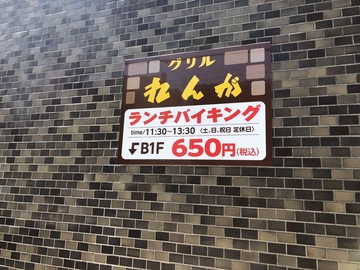 グリル
れんが
ランチバイキング
time/11:30~13:30 (土、日、祝日 定休日)
B1F 650円(税込)